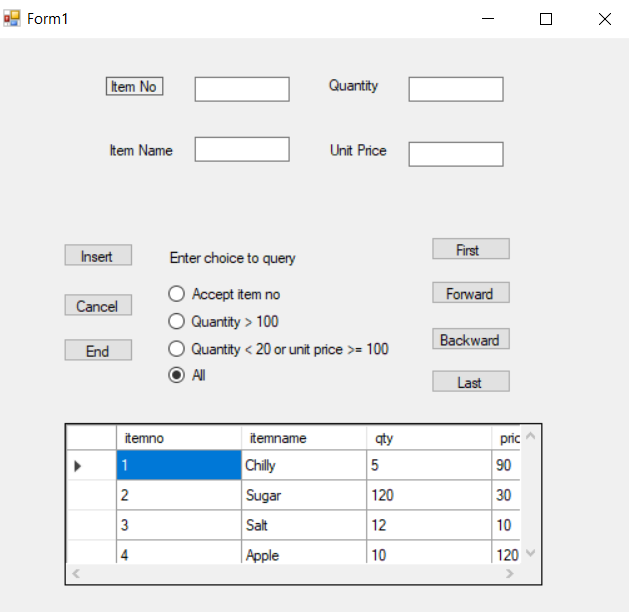 Form1
Item No Quantity
Item Name Unit Price
Insert Enter choice to query First
Cancel Accept item no Forward
Quantity > 100
End Quantity < 20 or unit price >= 100 Backward
All Last
itemno itemname qty pric
1 Chilly 5 90
2 Sugar 120 30
3 Salt 12 10
4 Apple 10 120